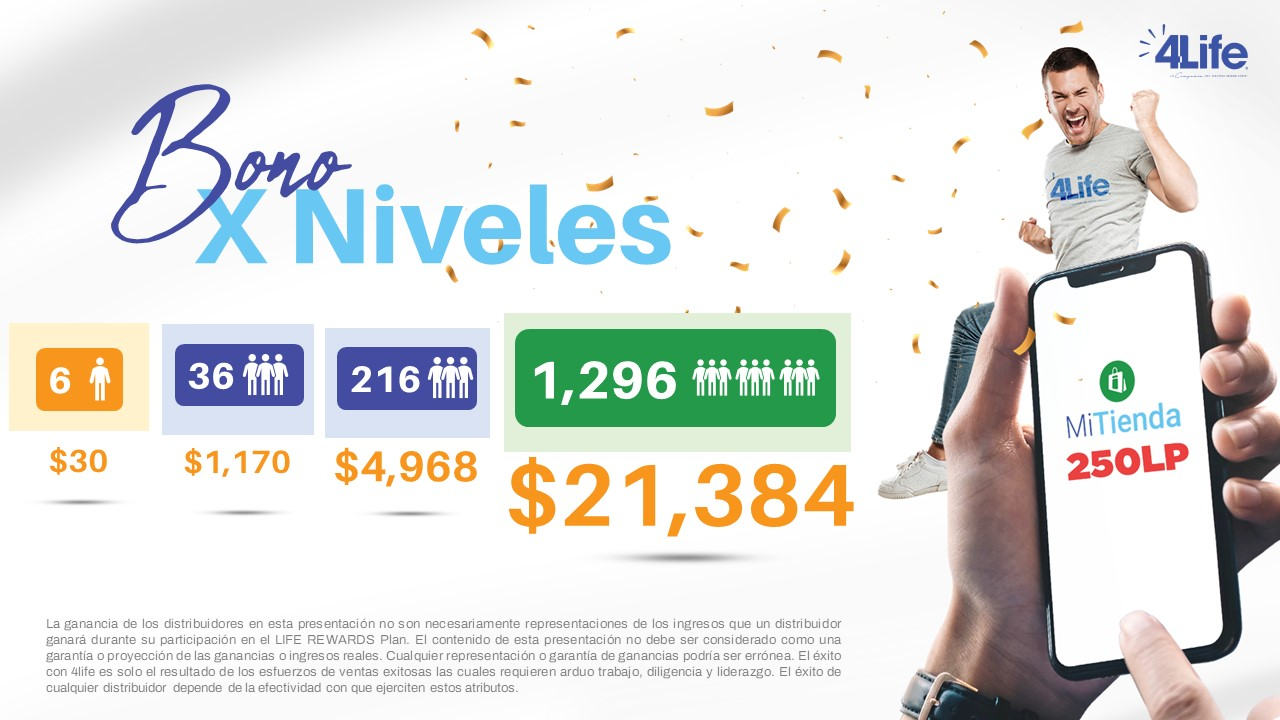 4Life
Bono
X Niveles
4Life
6
36
216
1,296
$30
$1,170
$4,968
$21,384
MiTienda
250LP
La ganancia de los distribuidores en esta presentación no son necesariamente representaciones de los ingresos que un distribuidor
ganará durante su participación en el LIFE REWARDS Plan. El contenido de esta presentación no debe ser considerado como una
garantía o proyección de las ganancias o ingresos reales. Cualquier representación o garantía de ganancias podría ser errónea. El éxito
con 4life es solo el resultado de los esfuerzos de ventas exitosas las cuales requieren arduo trabajo, diligencia y liderazgo. El éxito de
cualquier distribuidor depende de la efectividad con que ejerciten estos atributos.